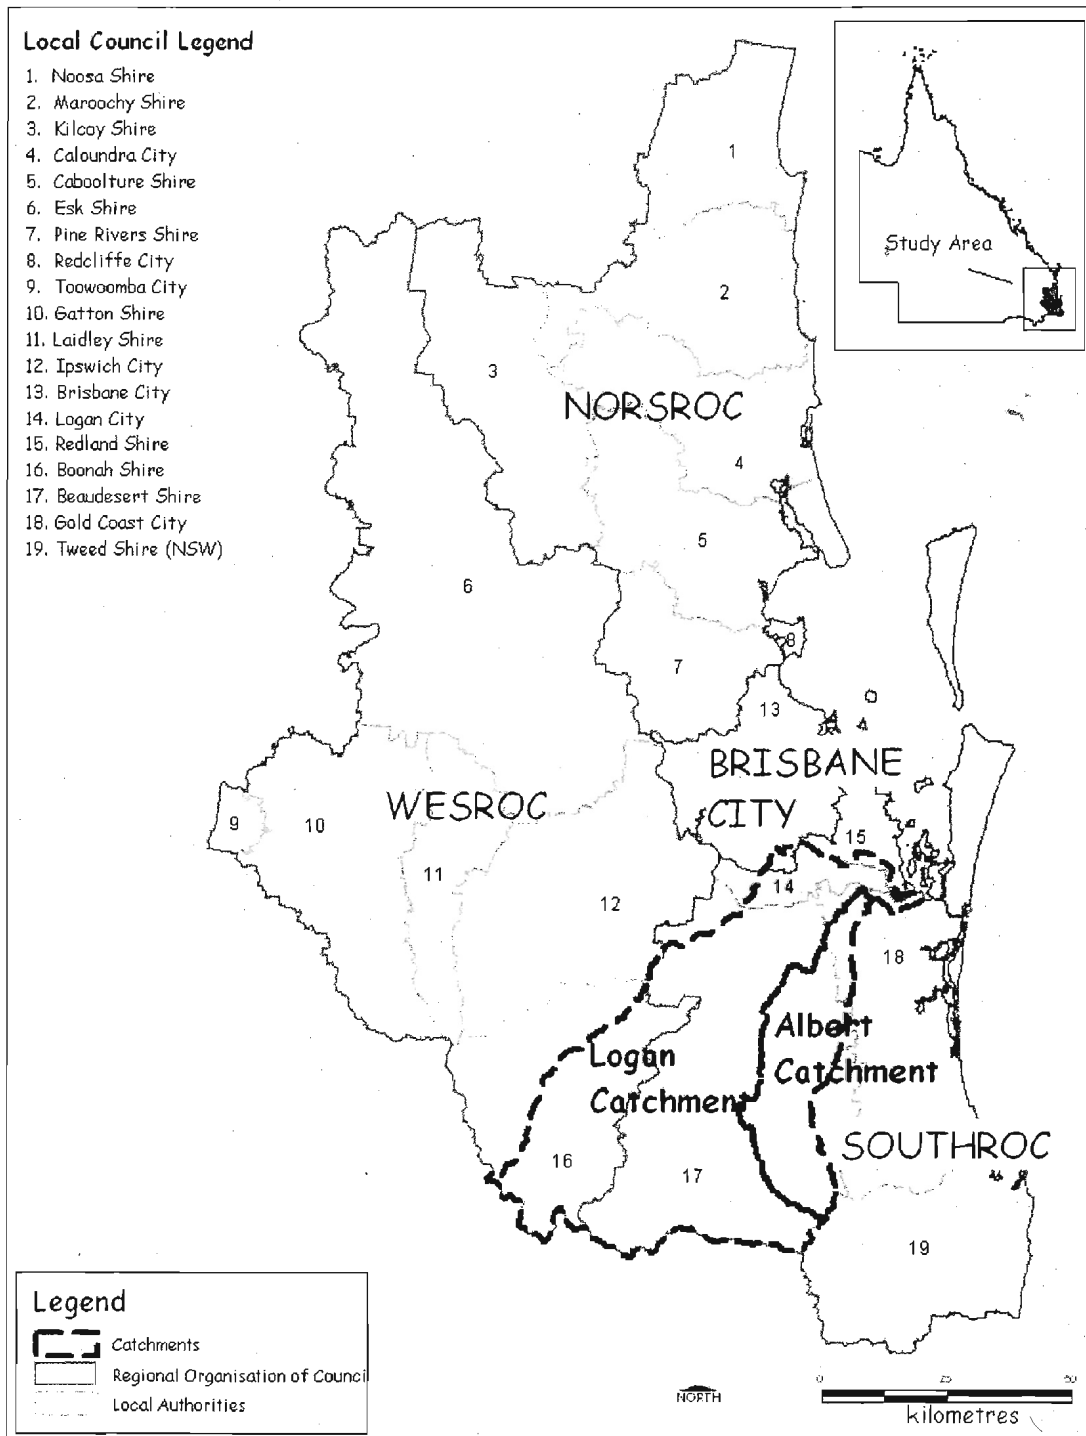 Local Council Legend
1. Noosa Shire
2. Maroochy Shire
3. Kilcoy Shire
4. Caloundra City
5. Caboolture Shire
6. Esk Shire
7. Pine Rivers Shire
8. Redcliffe City
9. Toowoomba City
10. Gatton Shire
11. Laidley Shire
12. Ipswich City
13. Brisbane City
14. Logan City
15. Redland Shire
16. Boonah Shire
17. Beaudesert Shire
18. Gold Coast City
19. Tweed Shire (NSW)
Study Area
1
2
3
NORSROC
4
5
6
8
7
13
BRISBANE
CITY
WESROC
9
10
15
11
14
12
18
Albert
Catchment
Logan
Catchment
SOUTHROC
16
17
19
Legend
Catchments
Regional Organisation of Council
Local Authorities
NORTH
0 25 50
kilometres